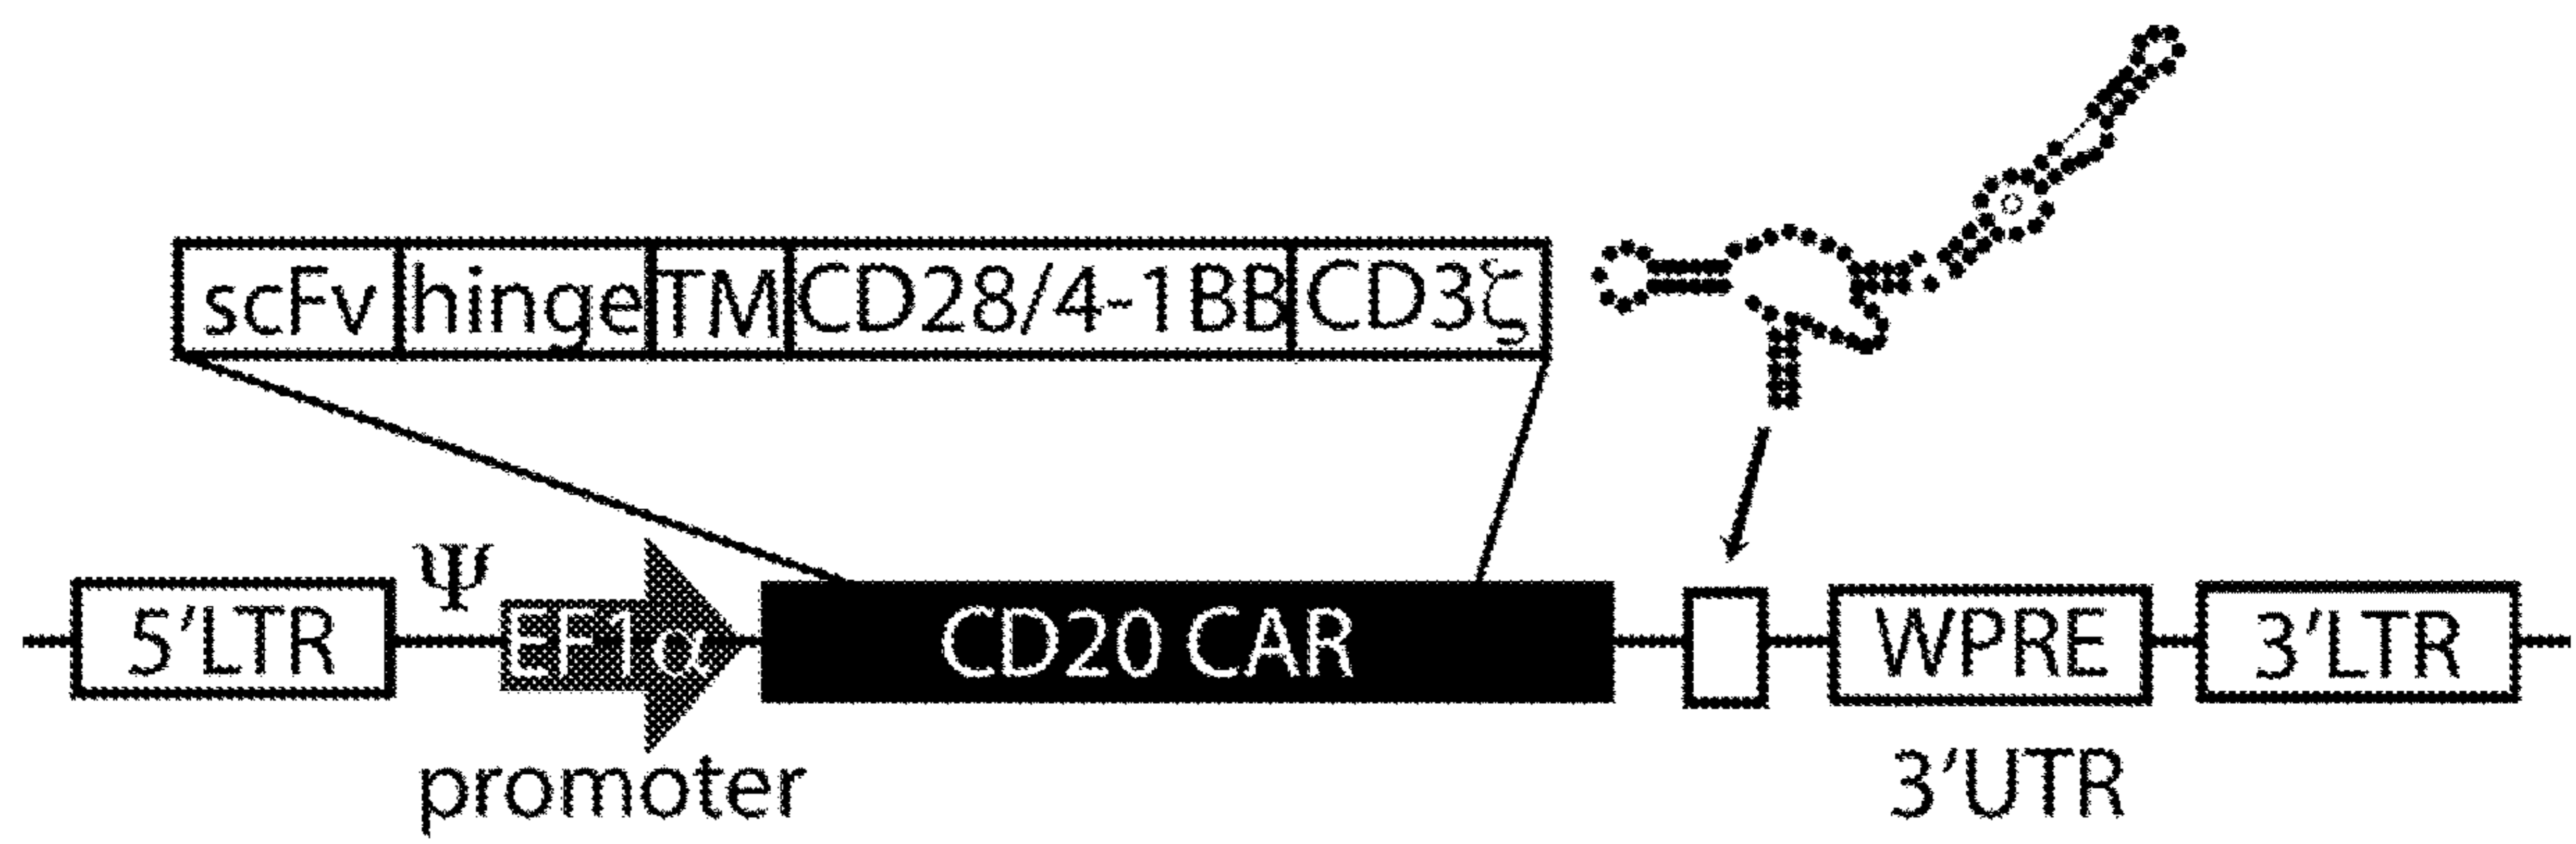 scFv hinge TM CD28/4-1BB CD3ζ
Ψ
5'LTR EF1α CD20 CAR WPRE 3'LTR
promoter 3'UTR